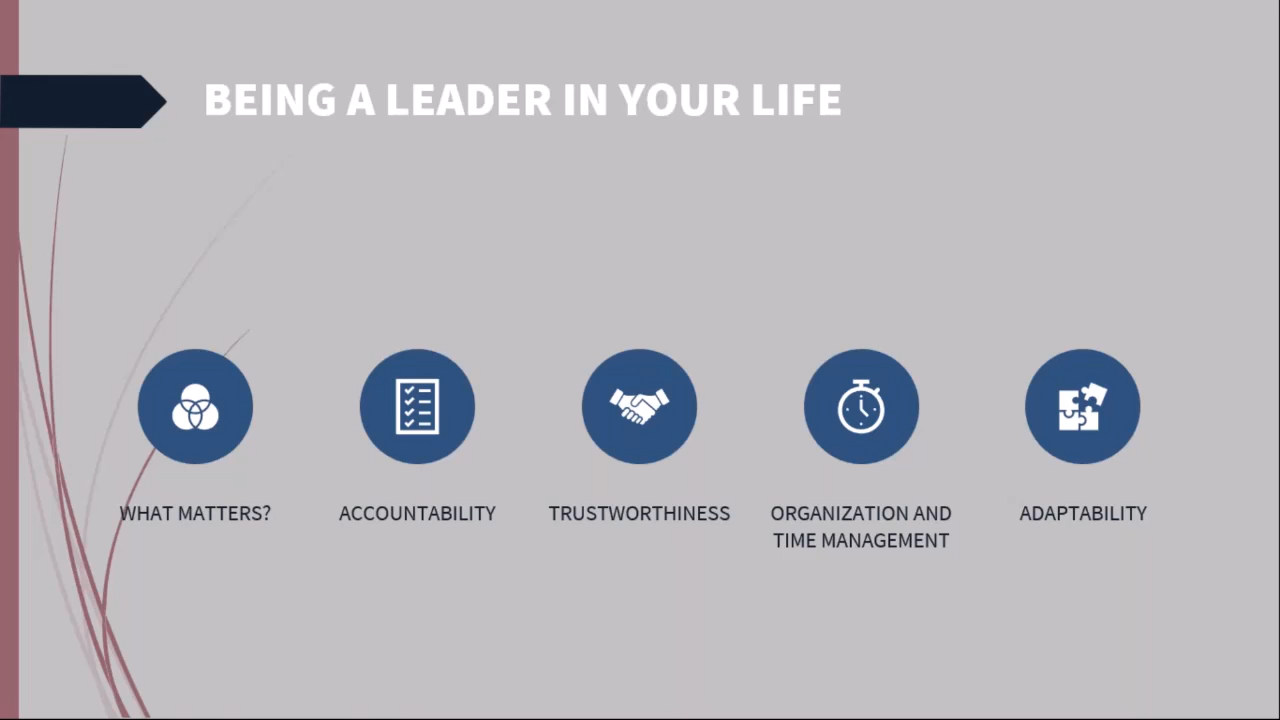 BEING A LEADER IN YOUR LIFE
WHAT MATTERS?
ACCOUNTABILITY
TRUSTWORTHINESS
ORGANIZATION AND
TIME MANAGEMENT
ADAPTABILITY